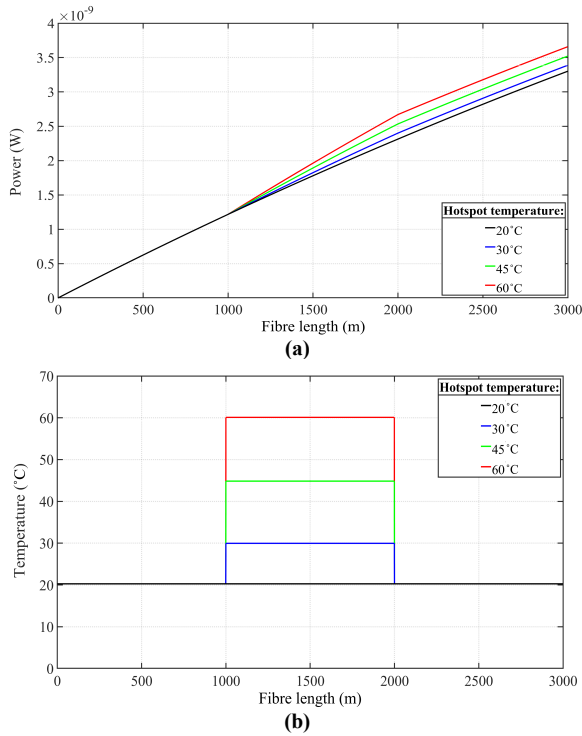 ×10⁻⁹
4
3.5
3
2.5
2
1.5
1
0.5
0
Power (W)
0 500 1000 1500 2000 2500 3000
Fibre length (m)
Hotspot temperature:
20˚C
30˚C
45˚C
60˚C
(a)
70
60
50
40
30
20
10
0
Temperature (˚C)
0 500 1000 1500 2000 2500 3000
Fibre length (m)
Hotspot temperature:
20˚C
30˚C
45˚C
60˚C
(b)